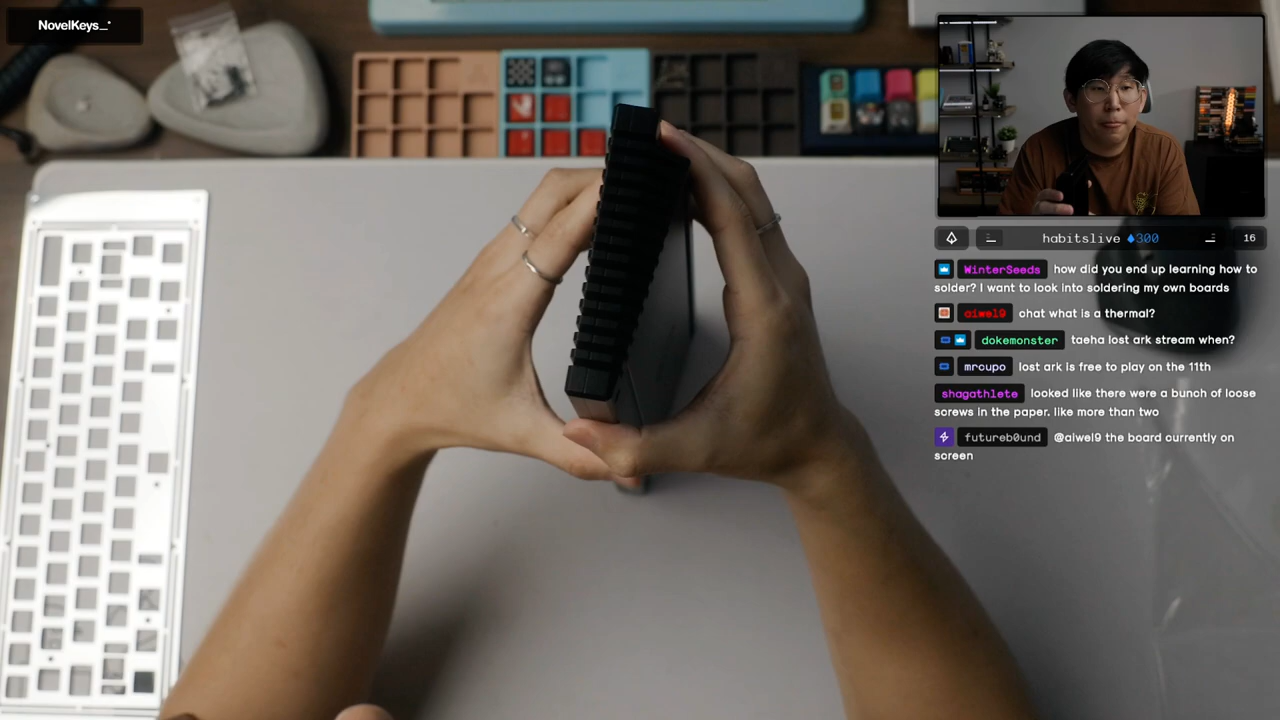 NovelKeys_*
habitslive 300
16
WinterSeeds how did you end up learning how to
solder? I want to look into soldering my own boards
aiwel9 chat what is a thermal?
dokemonster taeha lost ark stream when?
mroupo lost ark is free to play on the 11th
shagathlete looked like there were a bunch of loose
screws in the paper. like more than two
futureb0und @aiwel9 the board currently on
screen